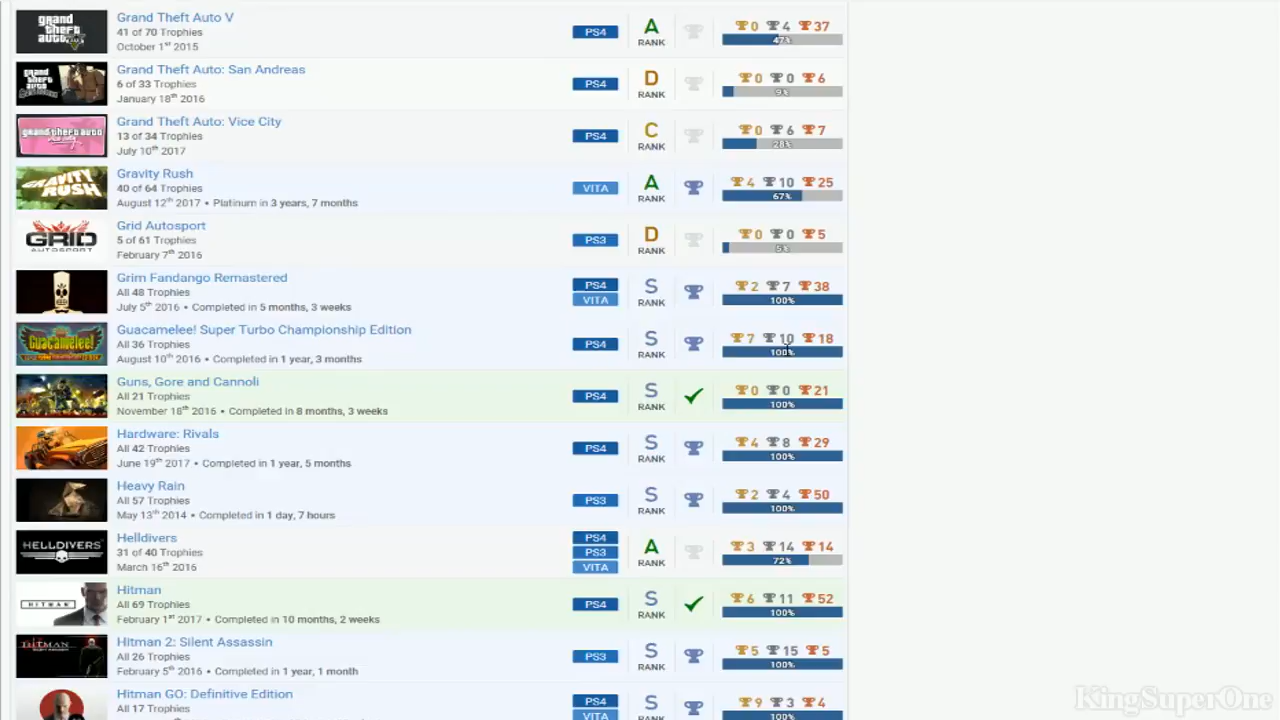 Grand Theft Auto V
41 of 70 Trophies
October 1st 2015
PS4
A
RANK
0 4 37
47%
Grand Theft Auto: San Andreas
6 of 33 Trophies
January 18th 2016
PS4
D
RANK
0 0 6
9%
Grand Theft Auto: Vice City
13 of 34 Trophies
July 10th 2017
PS4
C
RANK
0 6 7
28%
GRAVITY RUSH
Gravity Rush
40 of 64 Trophies
August 12th 2017 • Platinum in 3 years, 7 months
VITA
A
RANK
4 10 25
67%
GRID
AUTOSPORT
Grid Autosport
5 of 61 Trophies
February 7th 2016
PS3
D
RANK
0 0 5
5%
Grim Fandango Remastered
All 48 Trophies
July 5th 2016 • Completed in 5 months, 3 weeks
PS4
VITA
S
RANK
2 7 38
100%
Guacamelee!
Guacamelee! Super Turbo Championship Edition
All 36 Trophies
August 10th 2016 • Completed in 1 year, 3 months
PS4
S
RANK
7 10 18
100%
Guns, Gore and Cannoli
All 21 Trophies
November 18th 2016 • Completed in 8 months, 3 weeks
PS4
S
RANK
0 0 21
100%
Hardware: Rivals
All 42 Trophies
June 19th 2017 • Completed in 1 year, 5 months
PS4
S
RANK
4 8 29
100%
Heavy Rain
All 57 Trophies
May 13th 2014 • Completed in 1 day, 7 hours
PS3
S
RANK
2 4 50
100%
HELLDIVERS
Helldivers
31 of 40 Trophies
March 16th 2016
PS4
PS3
VITA
A
RANK
3 14 14
72%
HITMAN
Hitman
All 69 Trophies
February 1st 2017 • Completed in 10 months, 2 weeks
PS4
S
RANK
6 11 52
100%
HITMAN
Hitman 2: Silent Assassin
All 26 Trophies
February 5th 2016 • Completed in 1 year, 1 month
PS3
S
RANK
5 15 5
100%
Hitman GO: Definitive Edition
All 17 Trophies
PS4
VITA
S
RANK
9 3 4
100%
KingSuperOne